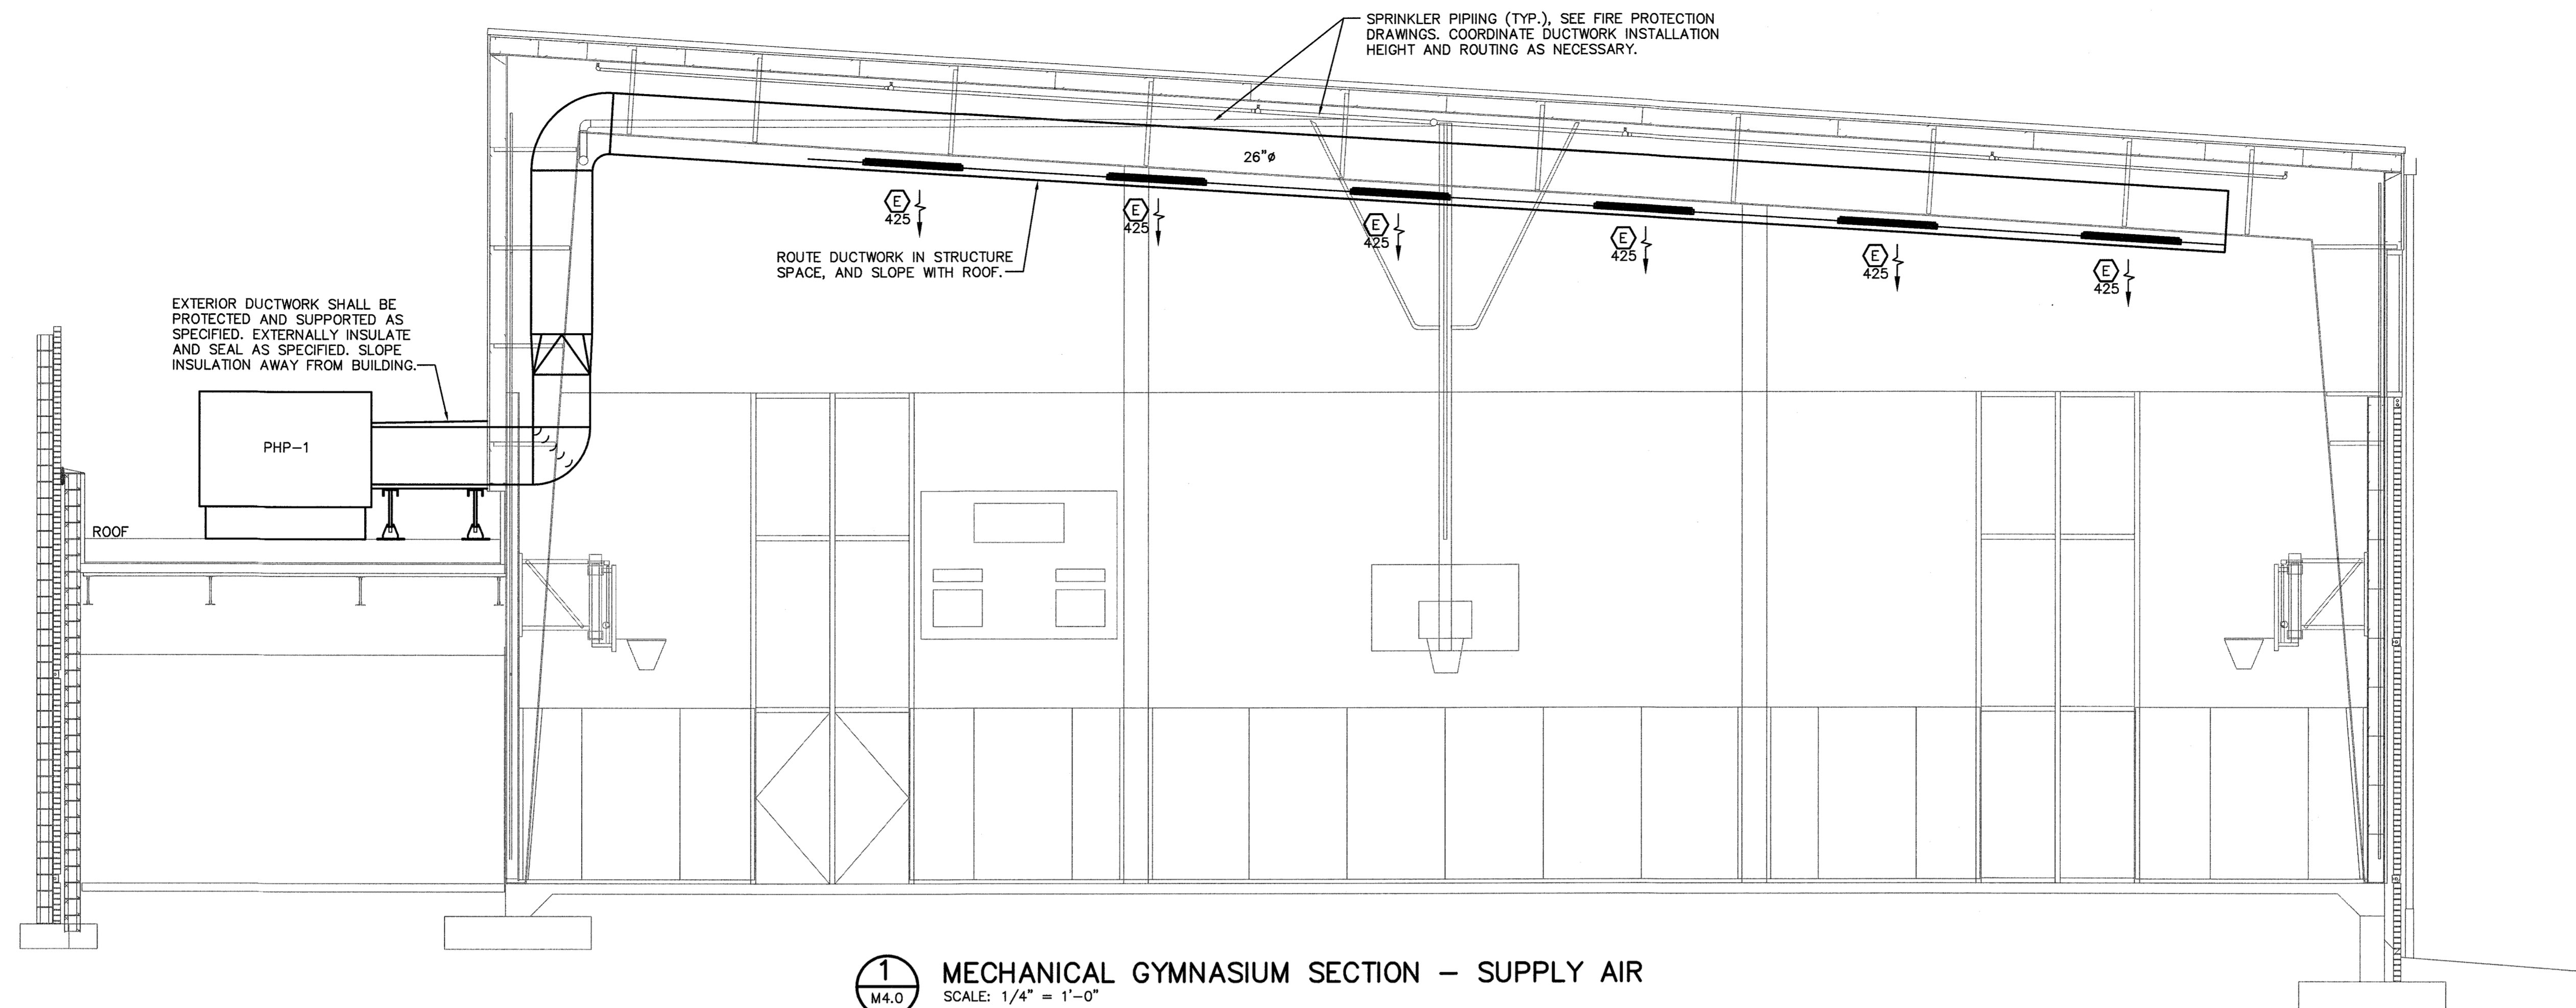 SPRINKLER PIPIING (TYP.), SEE FIRE PROTECTION
DRAWINGS. COORDINATE DUCTWORK INSTALLATION
HEIGHT AND ROUTING AS NECESSARY.
26"ø
E
425
E
425
E
425
E
425
E
425
E
425
ROUTE DUCTWORK IN STRUCTURE
SPACE, AND SLOPE WITH ROOF.
EXTERIOR DUCTWORK SHALL BE
PROTECTED AND SUPPORTED AS
SPECIFIED. EXTERNALLY INSULATE
AND SEAL AS SPECIFIED. SLOPE
INSULATION AWAY FROM BUILDING.
PHP-1
ROOF
1
M4.0
MECHANICAL GYMNASIUM SECTION – SUPPLY AIR
SCALE: 1/4" = 1'-0"